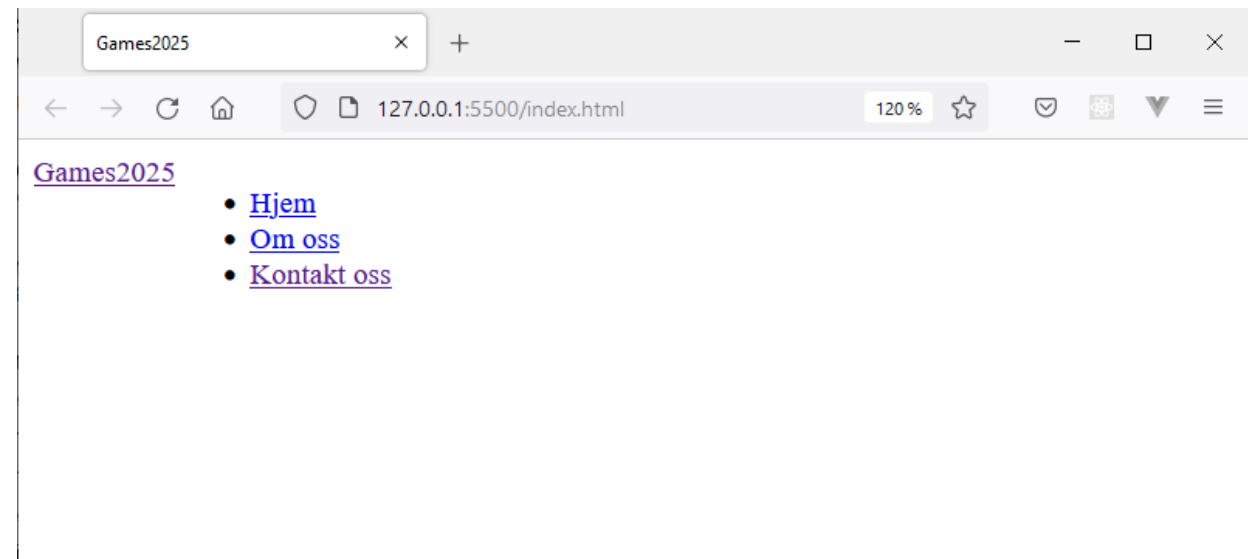 Games2025
127.0.0.1:5500/index.html 120 %
Games2025
Hjem
Om oss
Kontakt oss